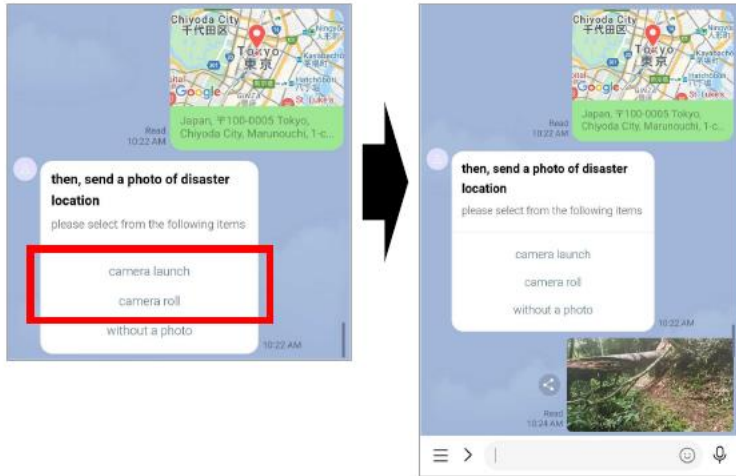 Chiyoda City
千代田区
Tokyo
東京
Google
St. Luke's
Japan, 〒100-0005 Tokyo,
Chiyoda City, Marunouchi, 1-c...
Read
10:22 AM
then, send a photo of disaster
location
please select from the following items
camera launch
camera roll
without a photo
10:22 AM
Chiyoda City
千代田区
Tokyo
東京
Google
Japan, 〒100-0005 Tokyo,
Chiyoda City, Marunouchi, 1-c...
Read
10:22 AM
then, send a photo of disaster
location
please select from the following items
camera launch
camera roll
without a photo
10:22 AM
Read
10:24 AM